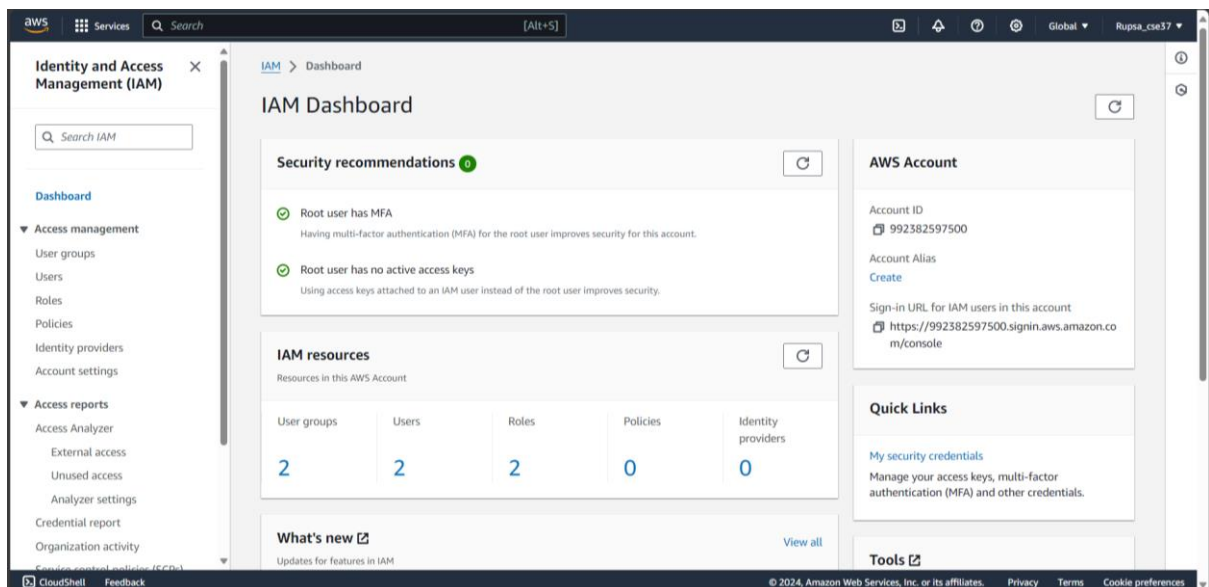 aws
Services
Search
[Alt+S]
Global
Rupsa_cse37
Identity and Access
Management (IAM)
Search IAM
Dashboard
Access management
User groups
Users
Roles
Policies
Identity providers
Account settings
Access reports
Access Analyzer
External access
Unused access
Analyzer settings
Credential report
Organization activity
Service control policies (SCPs)
IAM > Dashboard
IAM Dashboard
Security recommendations 0
Root user has MFA
Having multi-factor authentication (MFA) for the root user improves security for this account.
Root user has no active access keys
Using access keys attached to an IAM user instead of the root user improves security.
IAM resources
Resources in this AWS Account
User groups
Users
Roles
Policies
Identity
providers
2
2
2
0
0
What's new
View all
Updates for features in IAM
AWS Account
Account ID
992382597500
Account Alias
Create
Sign-in URL for IAM users in this account
https://992382597500.signin.aws.amazon.co
m/console
Quick Links
My security credentials
Manage your access keys, multi-factor
authentication (MFA) and other credentials.
Tools
CloudShell
Feedback
© 2024, Amazon Web Services, Inc. or its affiliates.
Privacy
Terms
Cookie preferences